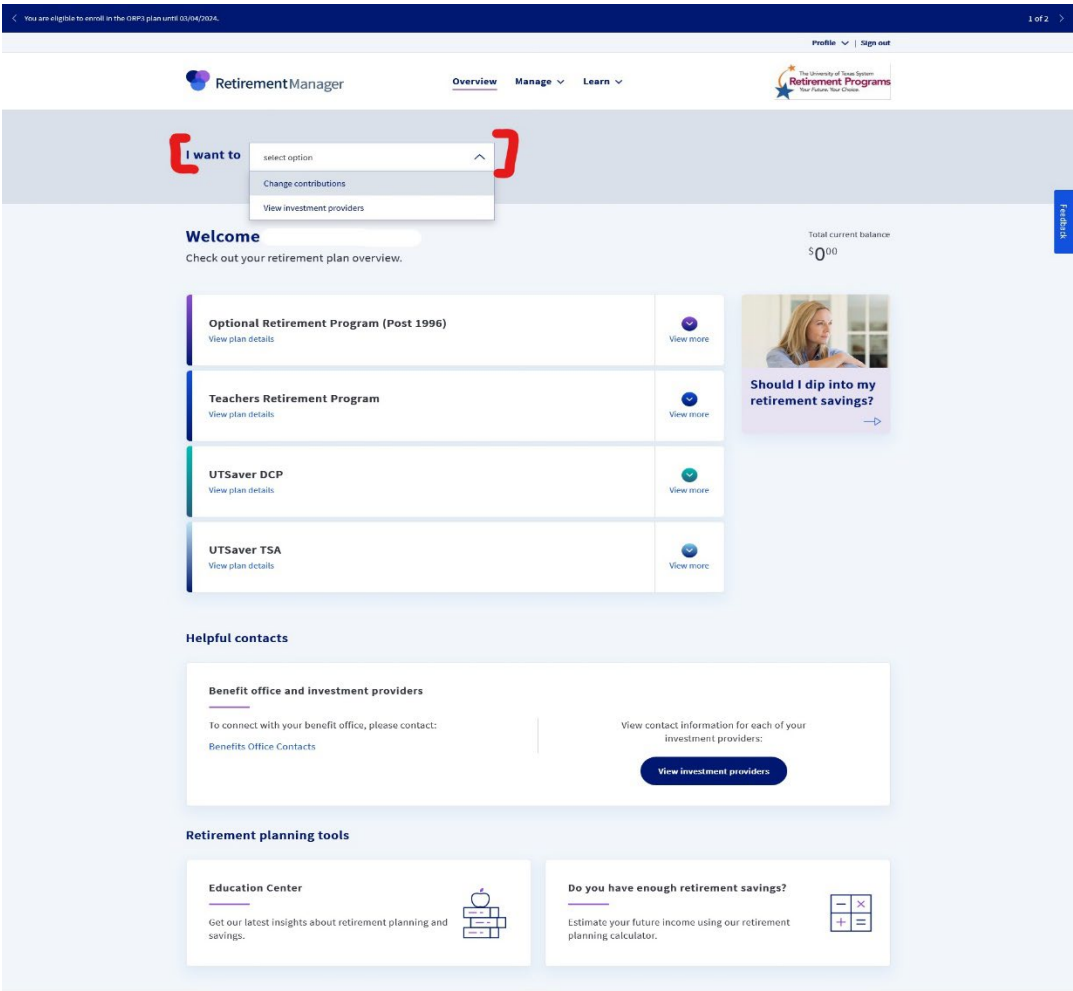 You are eligible to enroll in the ORP3 plan until 03/04/2024.
1 of 2
Profile | Sign out
RetirementManager
Overview Manage Learn
The University of Texas System
Retirement Programs
Your Future. Your Choice
I want to select option
Change contributions
View investment providers
Feedback
Welcome
Check out your retirement plan overview.
Total current balance
$000
Optional Retirement Program (Post 1996)
View plan details
View more
Teachers Retirement Program
View plan details
View more
UTSaver DCP
View plan details
View more
UTSaver TSA
View plan details
View more
Should I dip into my
retirement savings?
Helpful contacts
Benefit office and investment providers
To connect with your benefit office, please contact:
Benefits Office Contacts
View contact information for each of your
investment providers:
View investment providers
Retirement planning tools
Education Center
Get our latest insights about retirement planning and
savings.
Do you have enough retirement savings?
Estimate your future income using our retirement
planning calculator.